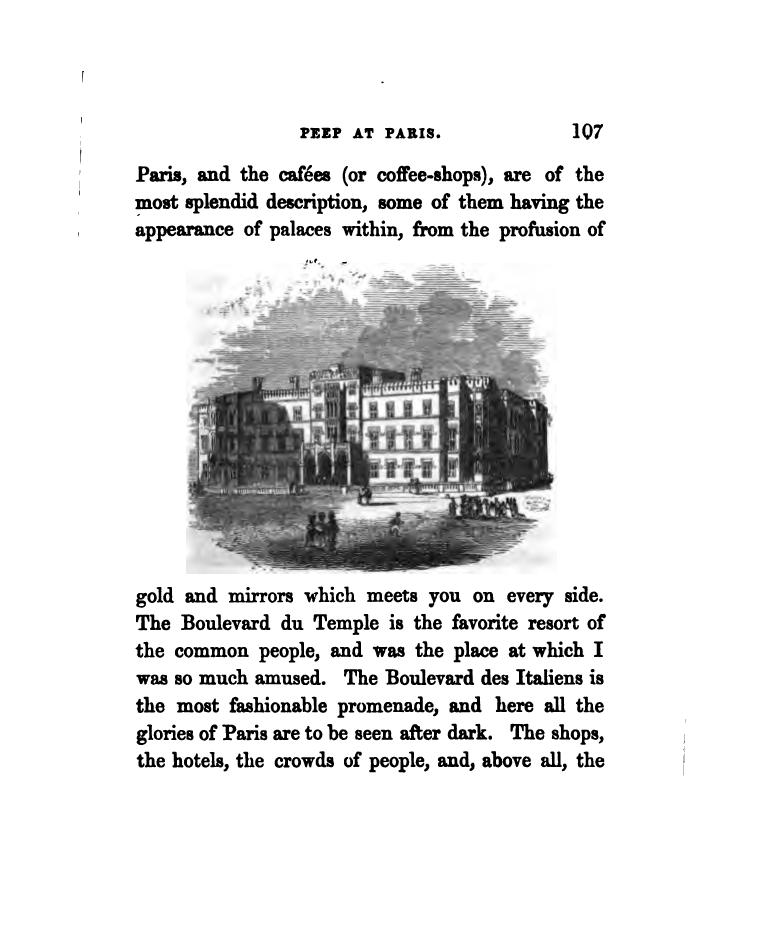 PEEP AT PARIS. 107
Paris, and the cafées (or coffee-shops), are of the
most splendid description, some of them having the
appearance of palaces within, from the profusion of
gold and mirrors which meets you on every side.
The Boulevard du Temple is the favorite resort of
the common people, and was the place at which I
was so much amused. The Boulevard des Italiens is
the most fashionable promenade, and here all the
glories of Paris are to be seen after dark. The shops,
the hotels, the crowds of people, and, above all, the